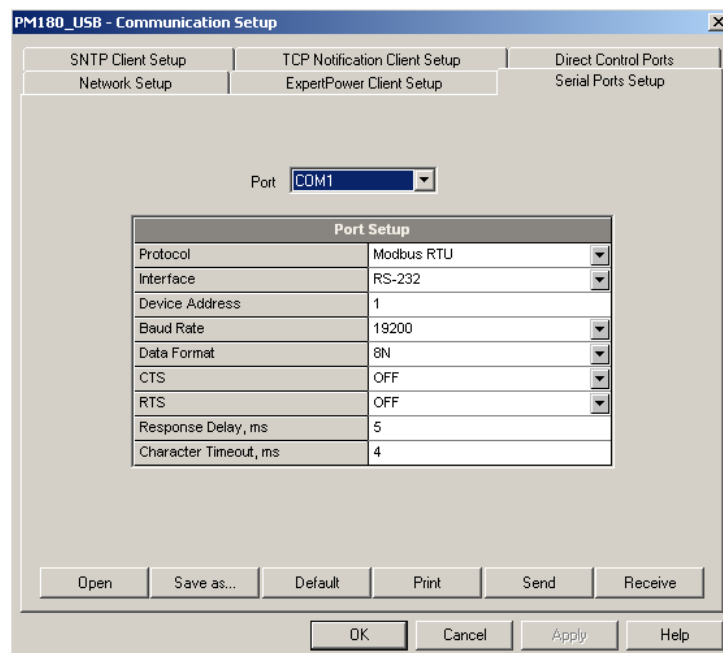 PM180_USB - Communication Setup
SNTP Client Setup TCP Notification Client Setup Direct Control Ports
Network Setup ExpertPower Client Setup Serial Ports Setup
Port COM1
Port Setup
Protocol Modbus RTU
Interface RS-232
Device Address 1
Baud Rate 19200
Data Format 8N
CTS OFF
RTS OFF
Response Delay, ms 5
Character Timeout, ms 4
Open Save as... Default Print Send Receive
OK Cancel Apply Help